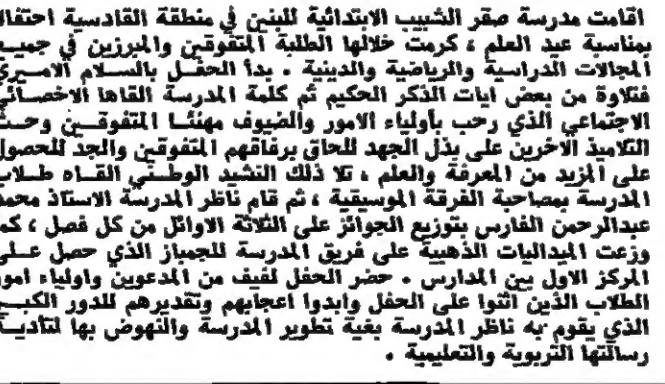 اقامت مدرسة صقر الشبيب الابتدائية للبنين في منطقة القادسية احتفالا
بمناسبة عيد العلم ، كرمت خلالها الطلبة المتفوقين والمبرزين في جميع
المجالات الدراسية والرياضية والدينية . بدأ الحفل بالسلام الاميري
فتلاوة من بعض ايات الذكر الحكيم ثم كلمة المدرسة القاها الاخصائي
الاجتماعي الذي رحب بأولياء الامور والضيوف مهنئا المتفوقين وحث
التلاميذ الاخرين على بذل الجهد للحاق برفاقهم المتفوقين والجد للحصول
على المزيد من المعرفة والعلم ، تلا ذلك النشيد الوطني القاه طلاب
المدرسة بمصاحبة الفرقة الموسيقية ، ثم قام ناظر المدرسة الاستاذ محمد
عبدالرحمن الفارس بتوزيع الجوائز على الثلاثة الاوائل من كل فصل ، كما
وزعت الميداليات الذهبية على فريق المدرسة للجمباز الذي حصل على
المركز الاول بين المدارس . حضر الحفل لفيف من المدعوين واولياء امور
الطلاب الذين اثنوا على الحفل وابدوا اعجابهم وتقديرهم للدور الكبير
الذي يقوم به ناظر المدرسة بغية تطوير المدرسة والنهوض بها لتأدية
رسالتها التربوية والتعليمية .